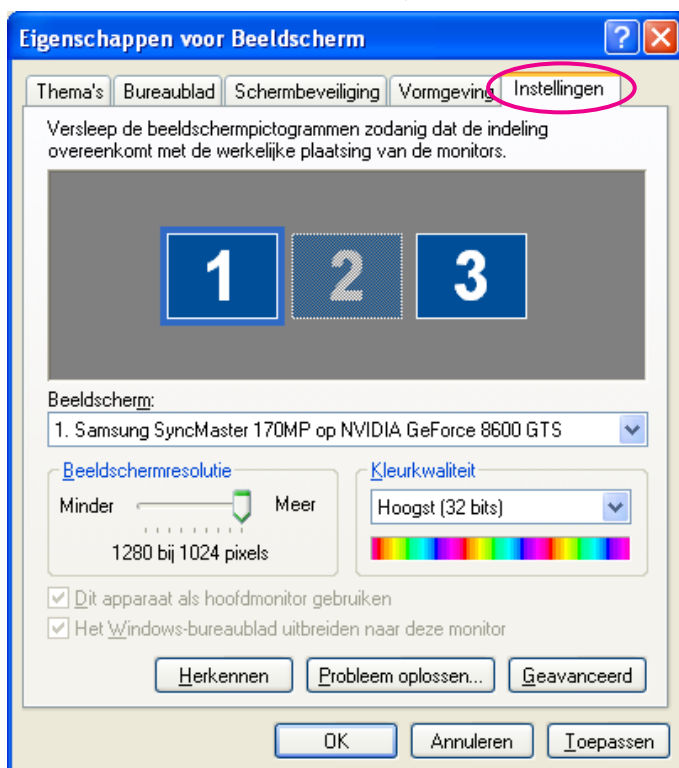 Eigenschappen voor Beeldscherm
Thema's Bureaublad Schermbeveiliging Vormgeving Instellingen
Versleep de beeldschermpictogrammen zodanig dat de indeling
overeenkomt met de werkelijke plaatsing van de monitors.
1 2 3
Beeldscherm:
1. Samsung SyncMaster 170MP op NVIDIA GeForce 8600 GTS
Beeldschermresolutie
Minder Meer
1280 bij 1024 pixels
Kleurkwaliteit
Hoogst (32 bits)
Dit apparaat als hoofdmonitor gebruiken
Het Windows-bureaublad uitbreiden naar deze monitor
Herkennen Probleem oplossen... Geavanceerd
OK Annuleren Toepassen